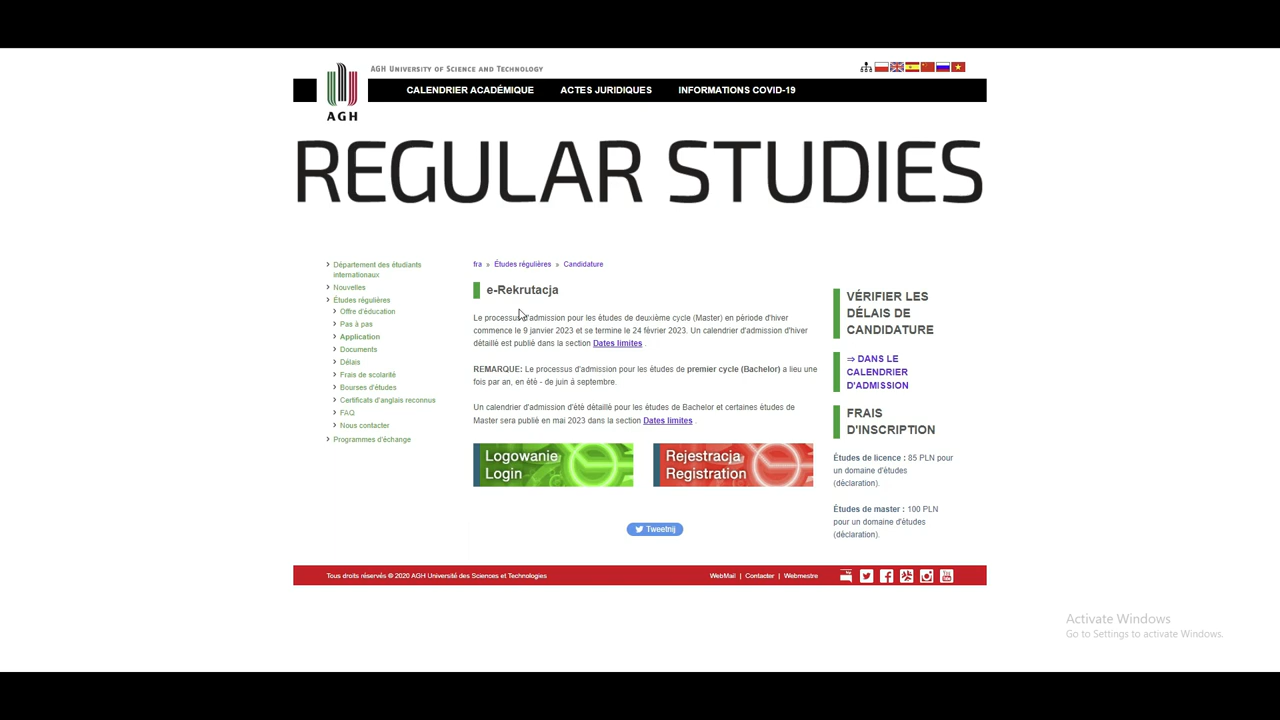 AGH UNIVERSITY OF SCIENCE AND TECHNOLOGY
AGH
CALENDRIER ACADÉMIQUE ACTES JURIDIQUES INFORMATIONS COVID-19
REGULAR STUDIES
Département des étudiants
internationaux
Nouvelles
Études régulières
Offre d'éducation
Pas à pas
Application
Documents
Délais
Frais de scolarité
Bourses d'études
Certificats d'anglais reconnus
FAQ
Nous contacter
Programmes d'échange
fra » Études régulières » Candidature
e-Rekrutacja
Le processus d'admission pour les études de deuxième cycle (Master) en période d'hiver
commence le 9 janvier 2023 et se termine le 24 février 2023. Un calendrier d'admission d'hiver
détaillé est publié dans la section Dates limites .
REMARQUE: Le processus d'admission pour les études de premier cycle (Bachelor) a lieu une
fois par an, en été - de juin à septembre.
Un calendrier d'admission d'été détaillé pour les études de Bachelor et certaines études de
Master sera publié en mai 2023 dans la section Dates limites .
Logowanie
Login
Rejestracja
Registration
Tweetnij
VÉRIFIER LES
DÉLAIS DE
CANDIDATURE
⇒ DANS LE
CALENDRIER
D'ADMISSION
FRAIS
D'INSCRIPTION
Études de licence : 85 PLN pour
un domaine d'études
(déclaration).
Études de master : 100 PLN
pour un domaine d'études
(déclaration).
Tous droits réservés © 2020 AGH Université des Sciences et Technologies
WebMail | Contacter | Webmestre
Activate Windows
Go to Settings to activate Windows.